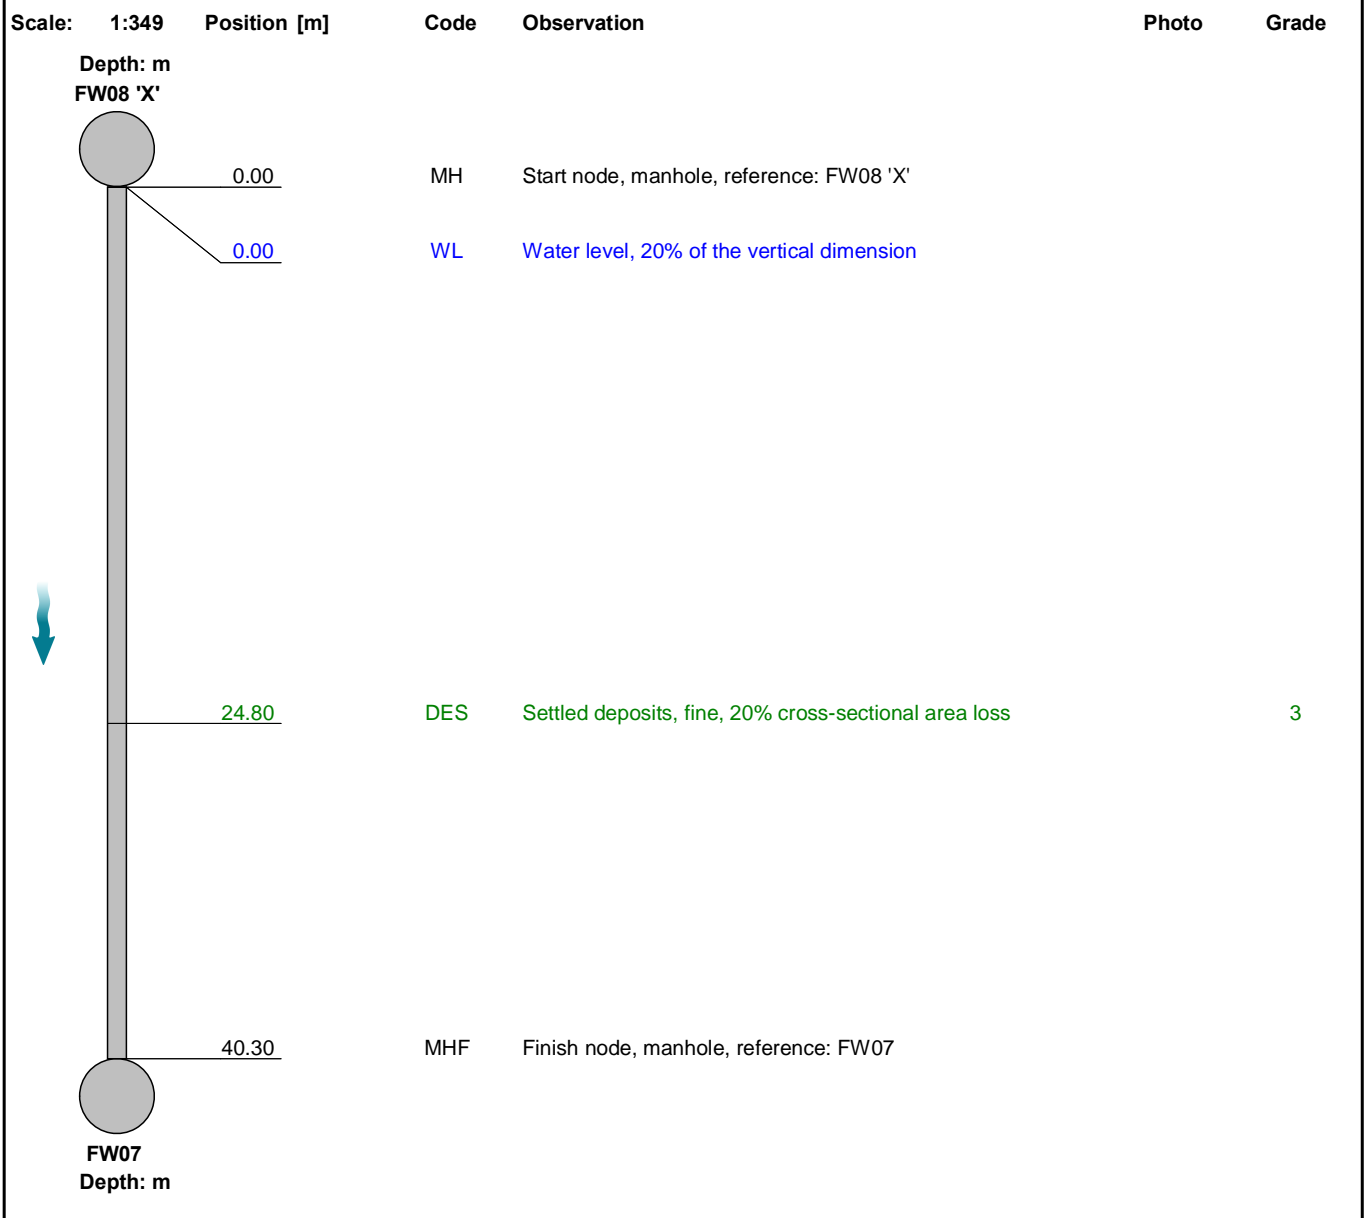 Scale: 1:349 Position [m] Code Observation Photo Grade
Depth: m
FW08 'X'
0.00 MH Start node, manhole, reference: FW08 'X'
0.00 WL Water level, 20% of the vertical dimension
24.80 DES Settled deposits, fine, 20% cross-sectional area loss 3
40.30 MHF Finish node, manhole, reference: FW07
FW07
Depth: m